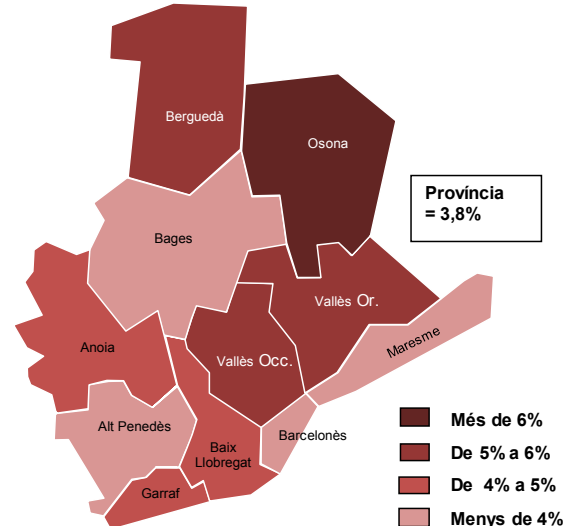 Berguedà
Osona
Província
= 3,8%
Bages
Vallès Or.
Anoia
Vallès Occ.
Maresme
Alt Penedès
Baix
Llobregat
Barcelonès
Garraf
Més de 6%
De 5% a 6%
De 4% a 5%
Menys de 4%